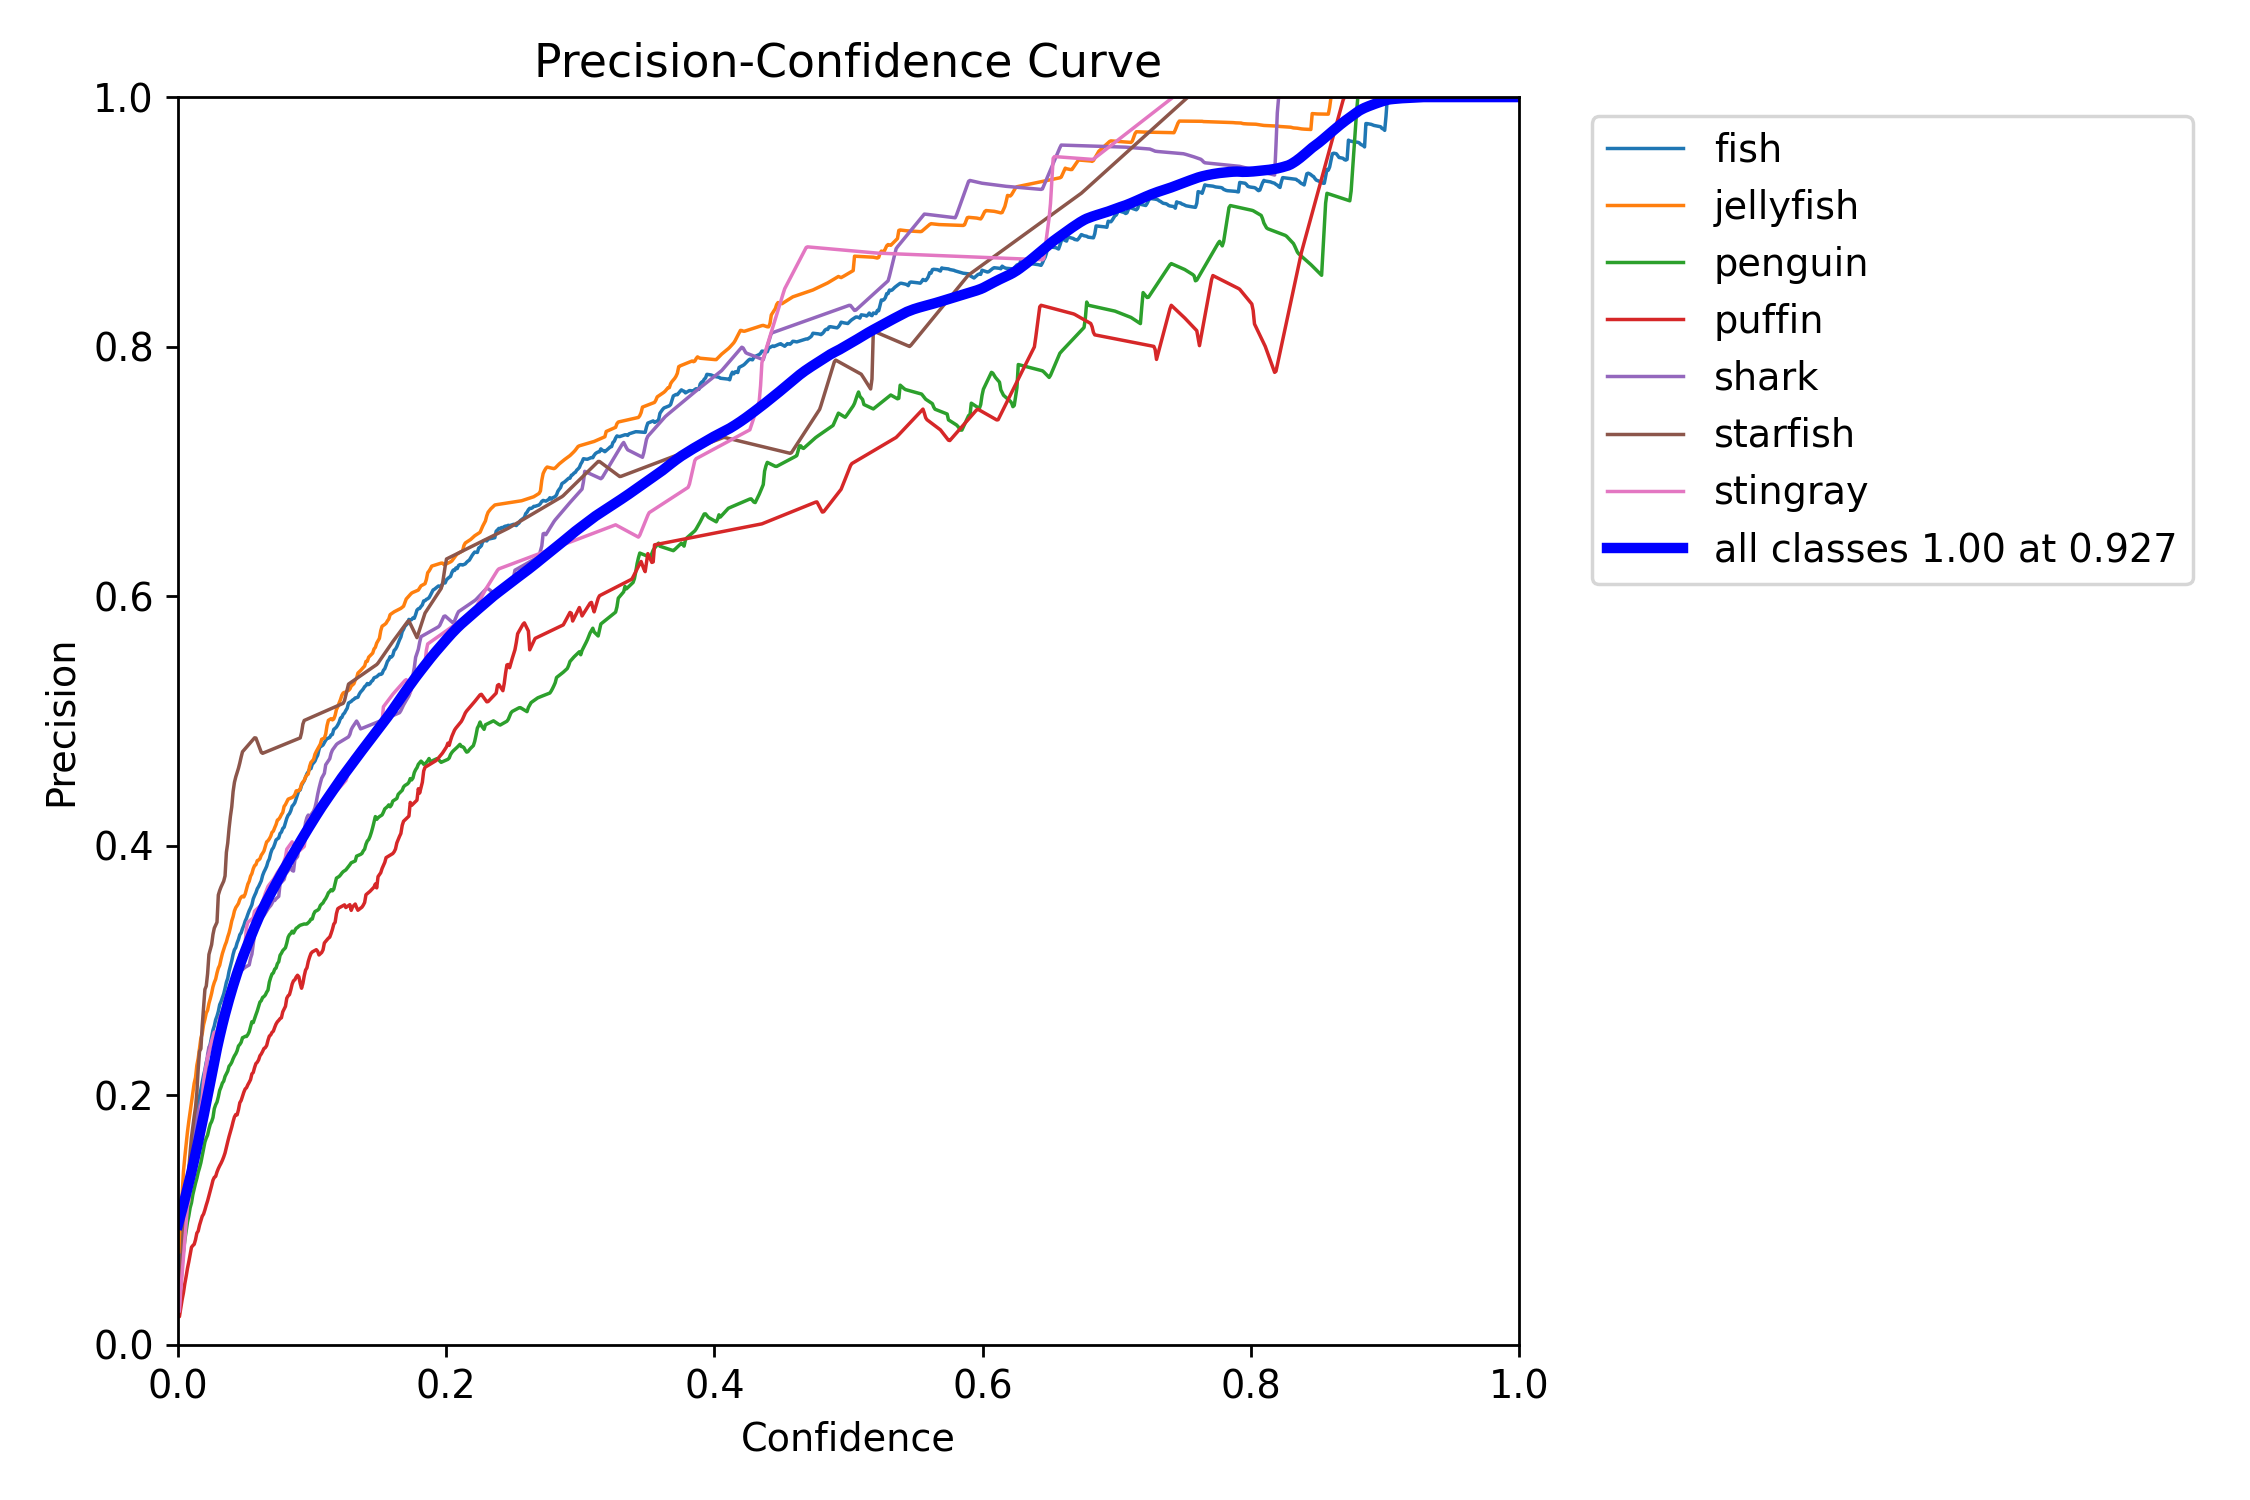 Precision-Confidence Curve
1.0
0.8
0.6
0.4
0.2
0.0
Precision
0.0 0.2 0.4 0.6 0.8 1.0
Confidence
fish
jellyfish
penguin
puffin
shark
starfish
stingray
all classes 1.00 at 0.927